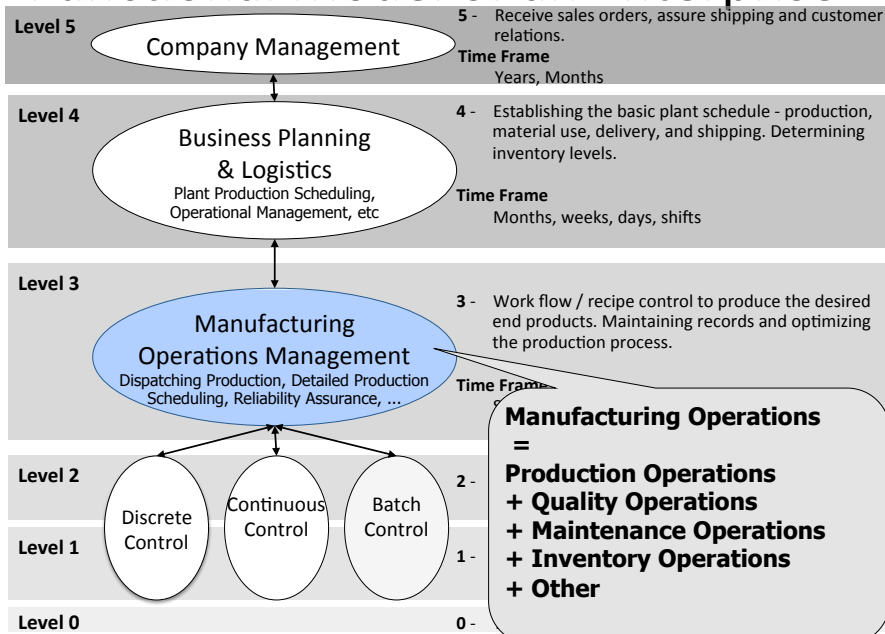 Level 5
Company Management
5 - Receive sales orders, assure shipping and customer
relations.
Time Frame
Years, Months
Level 4
Business Planning
& Logistics
Plant Production Scheduling,
Operational Management, etc
4 - Establishing the basic plant schedule - production,
material use, delivery, and shipping. Determining
inventory levels.
Time Frame
Months, weeks, days, shifts
Level 3
Manufacturing
Operations Management
Dispatching Production, Detailed Production
Scheduling, Reliability Assurance, ...
3 - Work flow / recipe control to produce the desired
end products. Maintaining records and optimizing
the production process.
Time Frame
Manufacturing Operations
=
Production Operations
+ Quality Operations
+ Maintenance Operations
+ Inventory Operations
+ Other
Level 2
2 -
Discrete
Control
Continuous
Control
Batch
Control
Level 1
1 -
Level 0
0 -